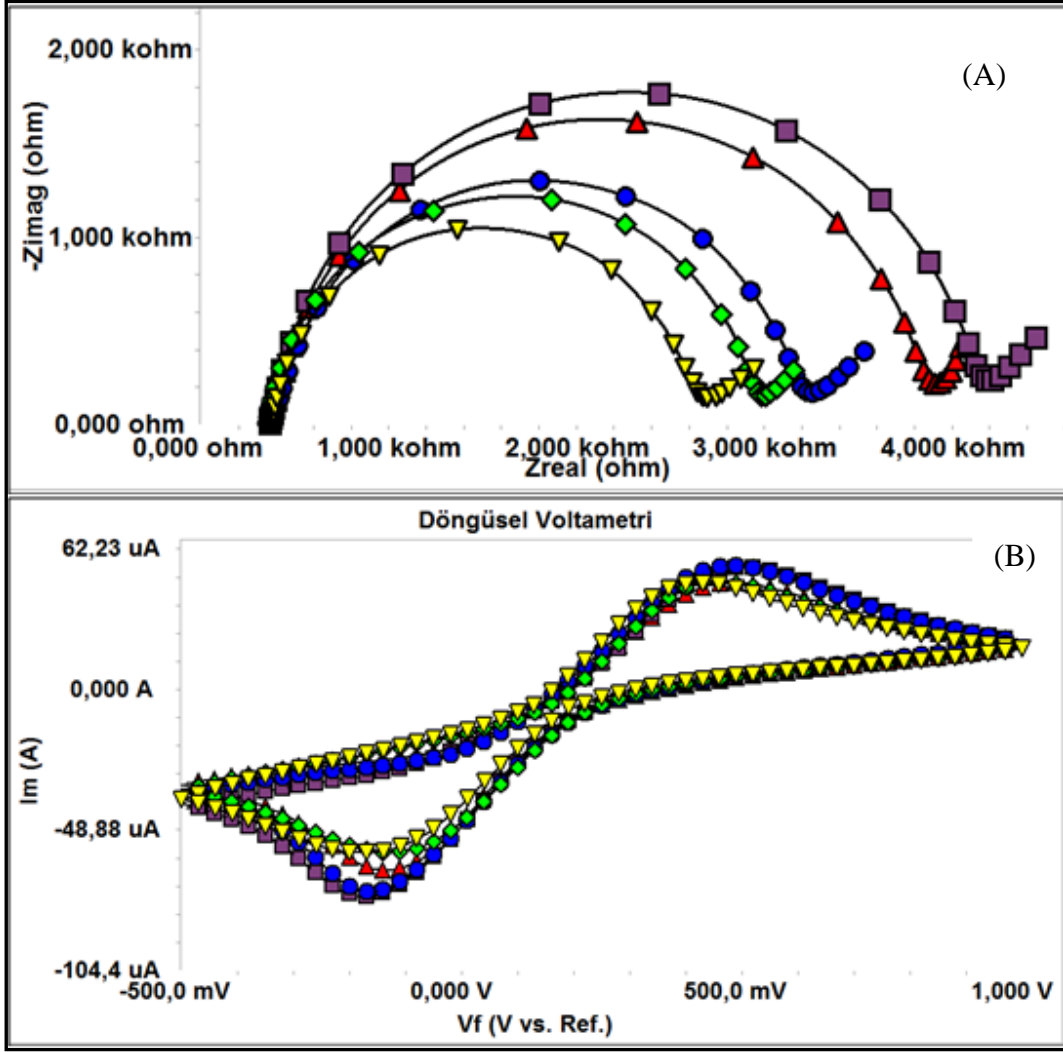 2,000 kohm
(A)
-Zimag (ohm)
1,000 kohm
0,000 ohm
0,000 ohm 1,000 kohm 2,000 kohm 3,000 kohm 4,000 kohm
Zreal (ohm)
Döngüsel Voltametri
62,23 uA
(B)
0,000 A
Im (A)
-48,88 uA
-104,4 uA
-500,0 mV 0,000 V 500,0 mV 1,000 V
Vf (V vs. Ref.)